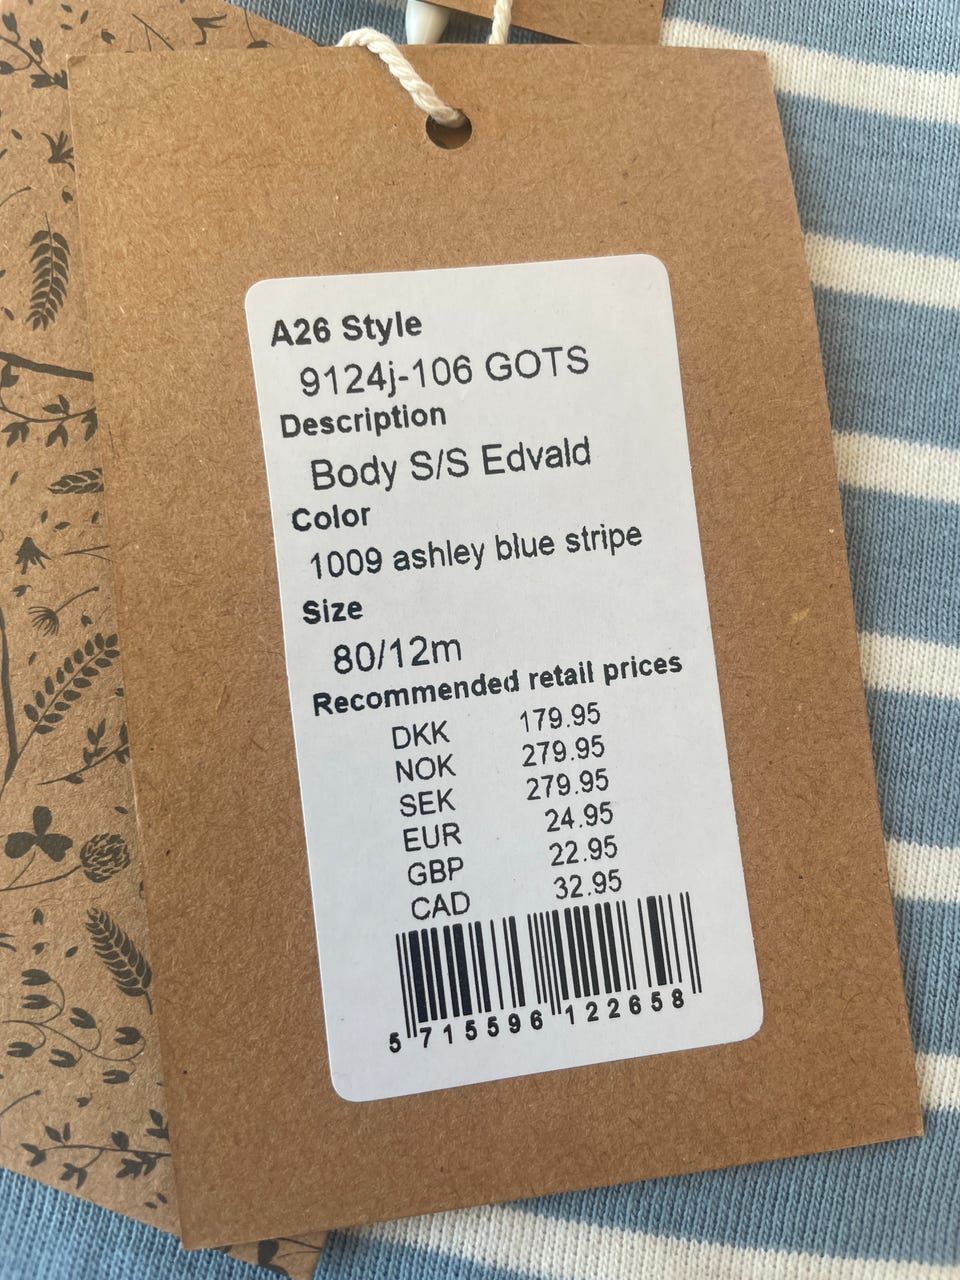 A26 Style
9124j-106 GOTS
Description
Body S/S Edvald
Color
1009 ashley blue stripe
Size
80/12m
Recommended retail prices
DKK 179.95
NOK 279.95
SEK 279.95
EUR 24.95
GBP 22.95
CAD 32.95
5 715596 122658